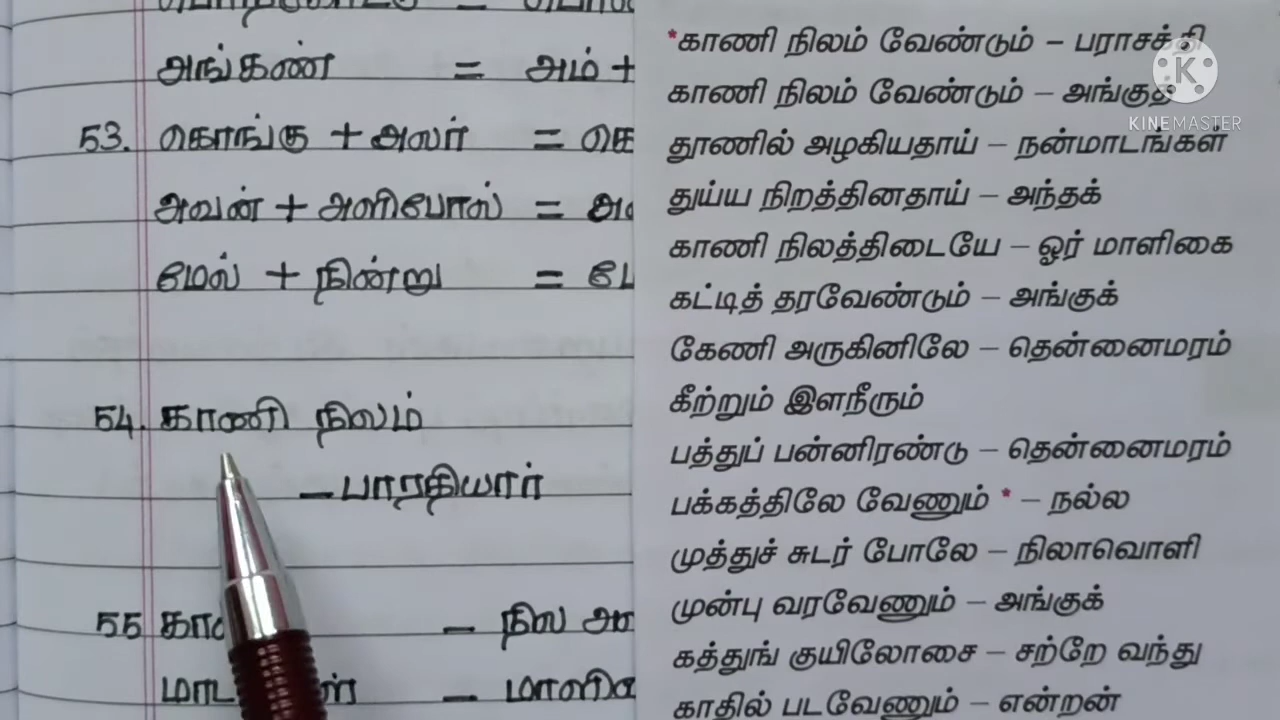 அங்கண் = அம் +
53. கொங்கு + அலர் =
அவன் + அளிபோல் =
மேல் + நின்று =
54. காணி நிலம்
– பாரதியார்
55 – நில
–
*காணி நிலம் வேண்டும் – பராசக்தி
காணி நிலம் வேண்டும் – அங்குத்
தூணில் அழகியதாய் – நன்மாடங்கள்
துய்ய நிறத்தினதாய் – அந்தக்
காணி நிலத்திடையே – ஓர் மாளிகை
கட்டித் தரவேண்டும் – அங்குக்
கேணி அருகினிலே – தென்னைமரம்
கீற்றும் இளநீரும்
பத்துப் பன்னிரண்டு – தென்னைமரம்
பக்கத்திலே வேணும் * – நல்ல
முத்துச் சுடர் போலே – நிலாவொளி
முன்பு வரவேணும் – அங்குக்
கத்துங் குயிலோசை – சற்றே வந்து
காதில் படவேணும் – என்றன்
K
KINEMASTER